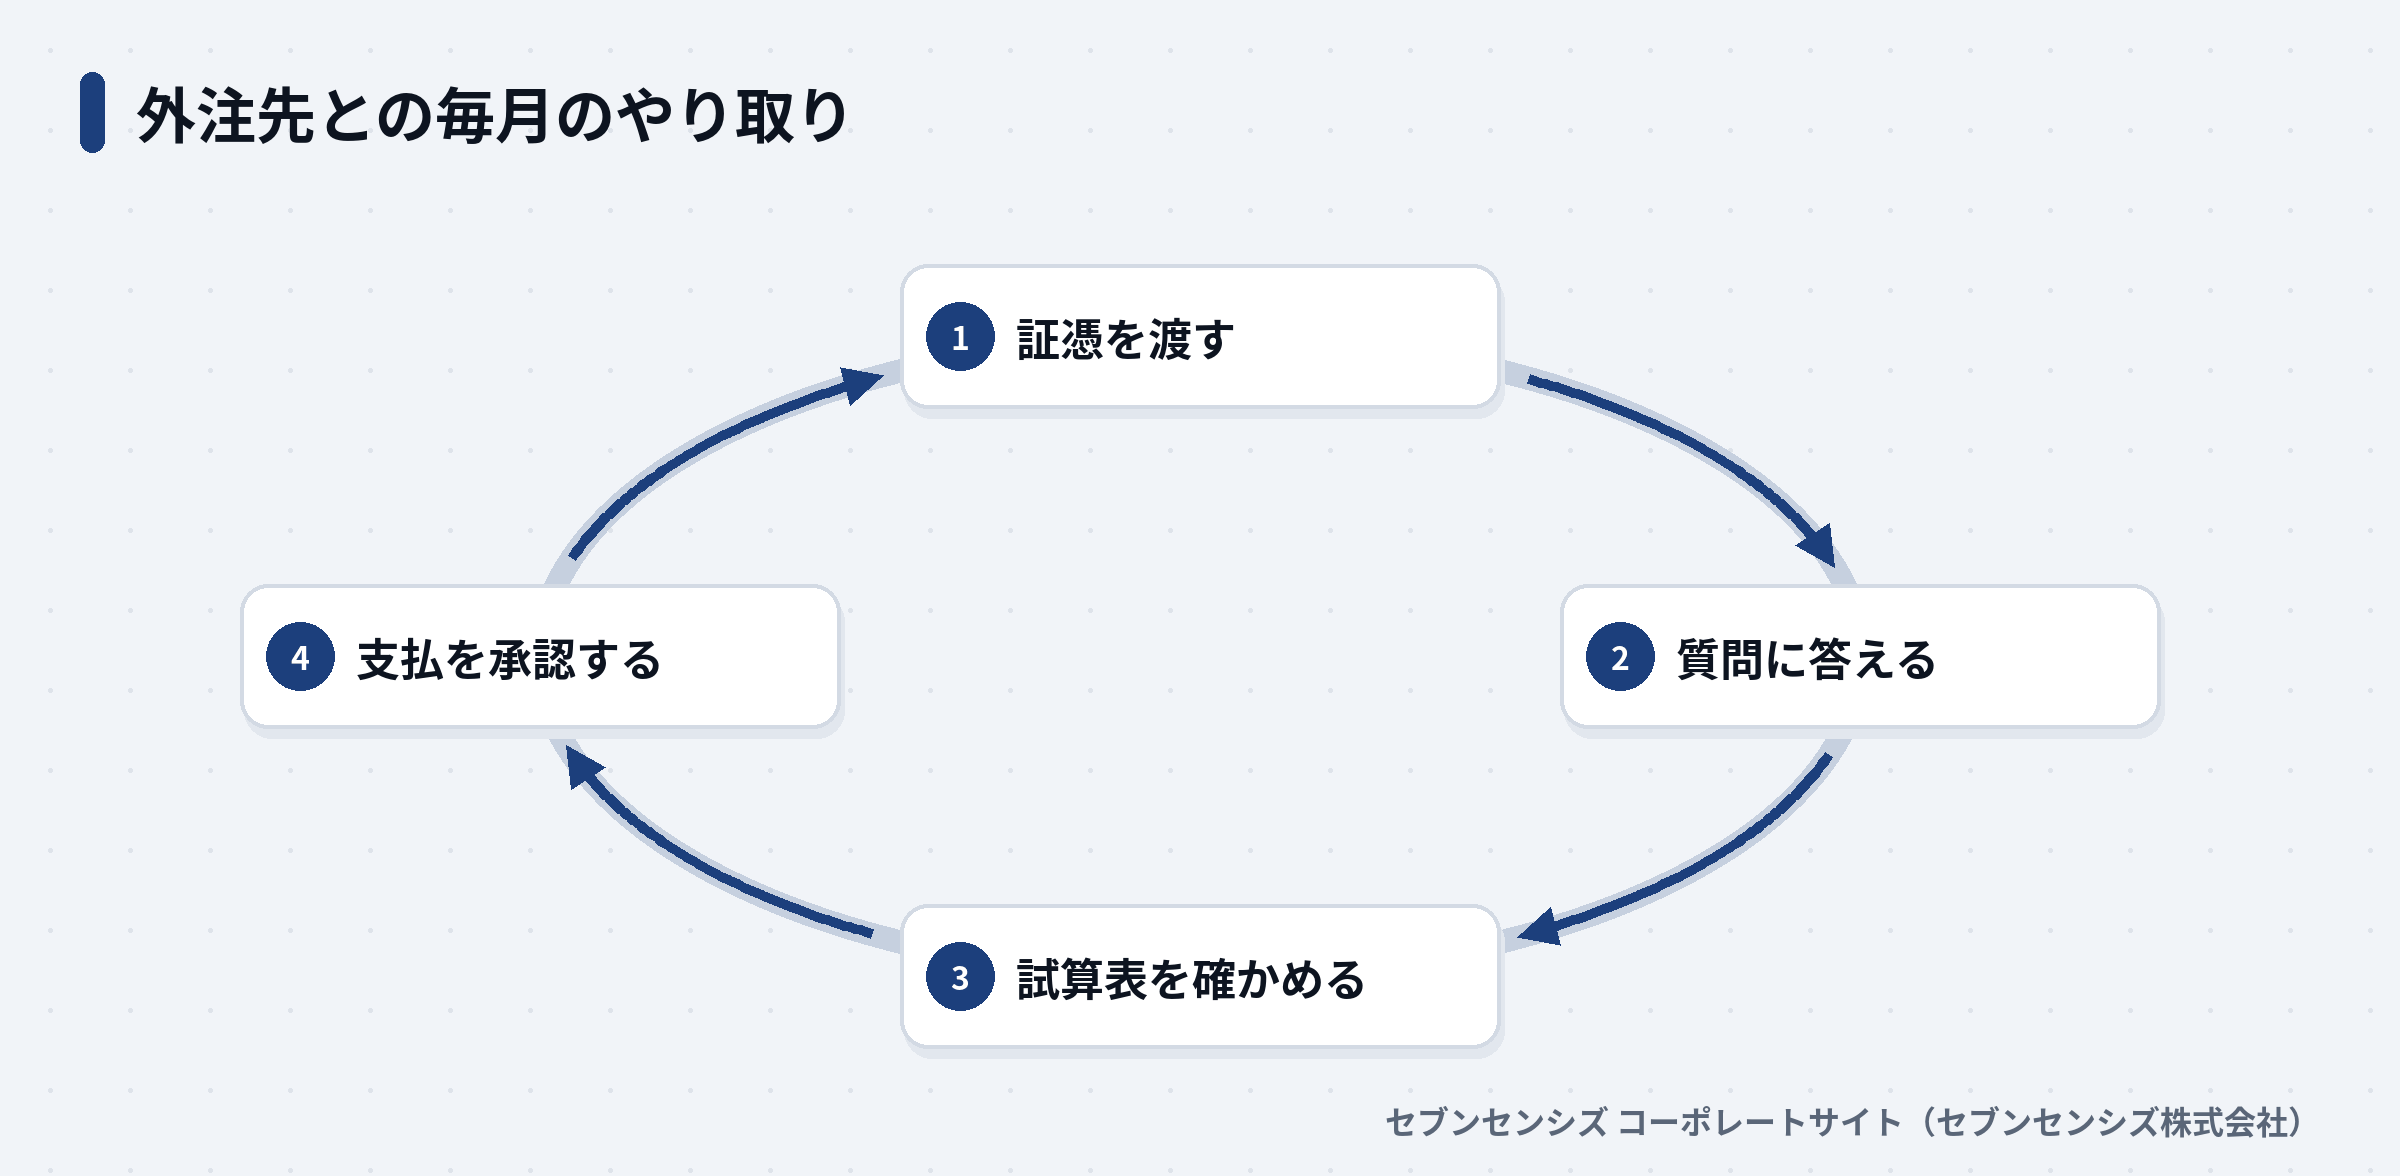 外注先との毎月のやり取り
1 証憑を渡す
2 質問に答える
3 試算表を確かめる
4 支払を承認する
セブンセンシズ コーポレートサイト（セブンセンシズ株式会社）